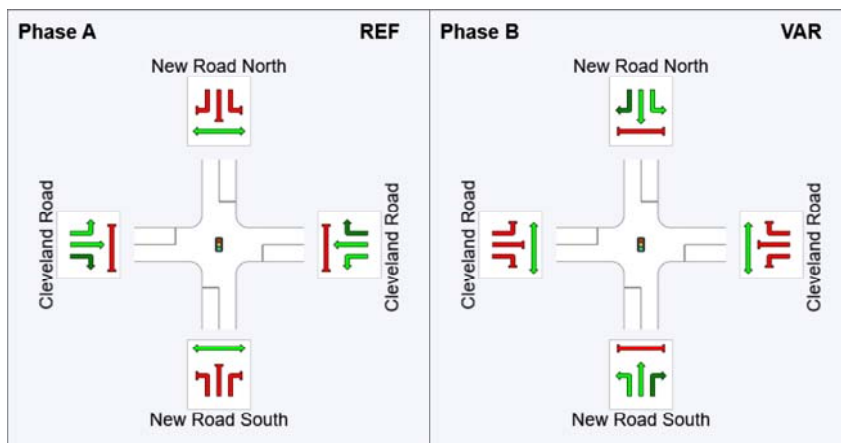 Phase A REF
New Road North
Cleveland Road
Cleveland Road
New Road South
Phase B VAR
New Road North
Cleveland Road
Cleveland Road
New Road South